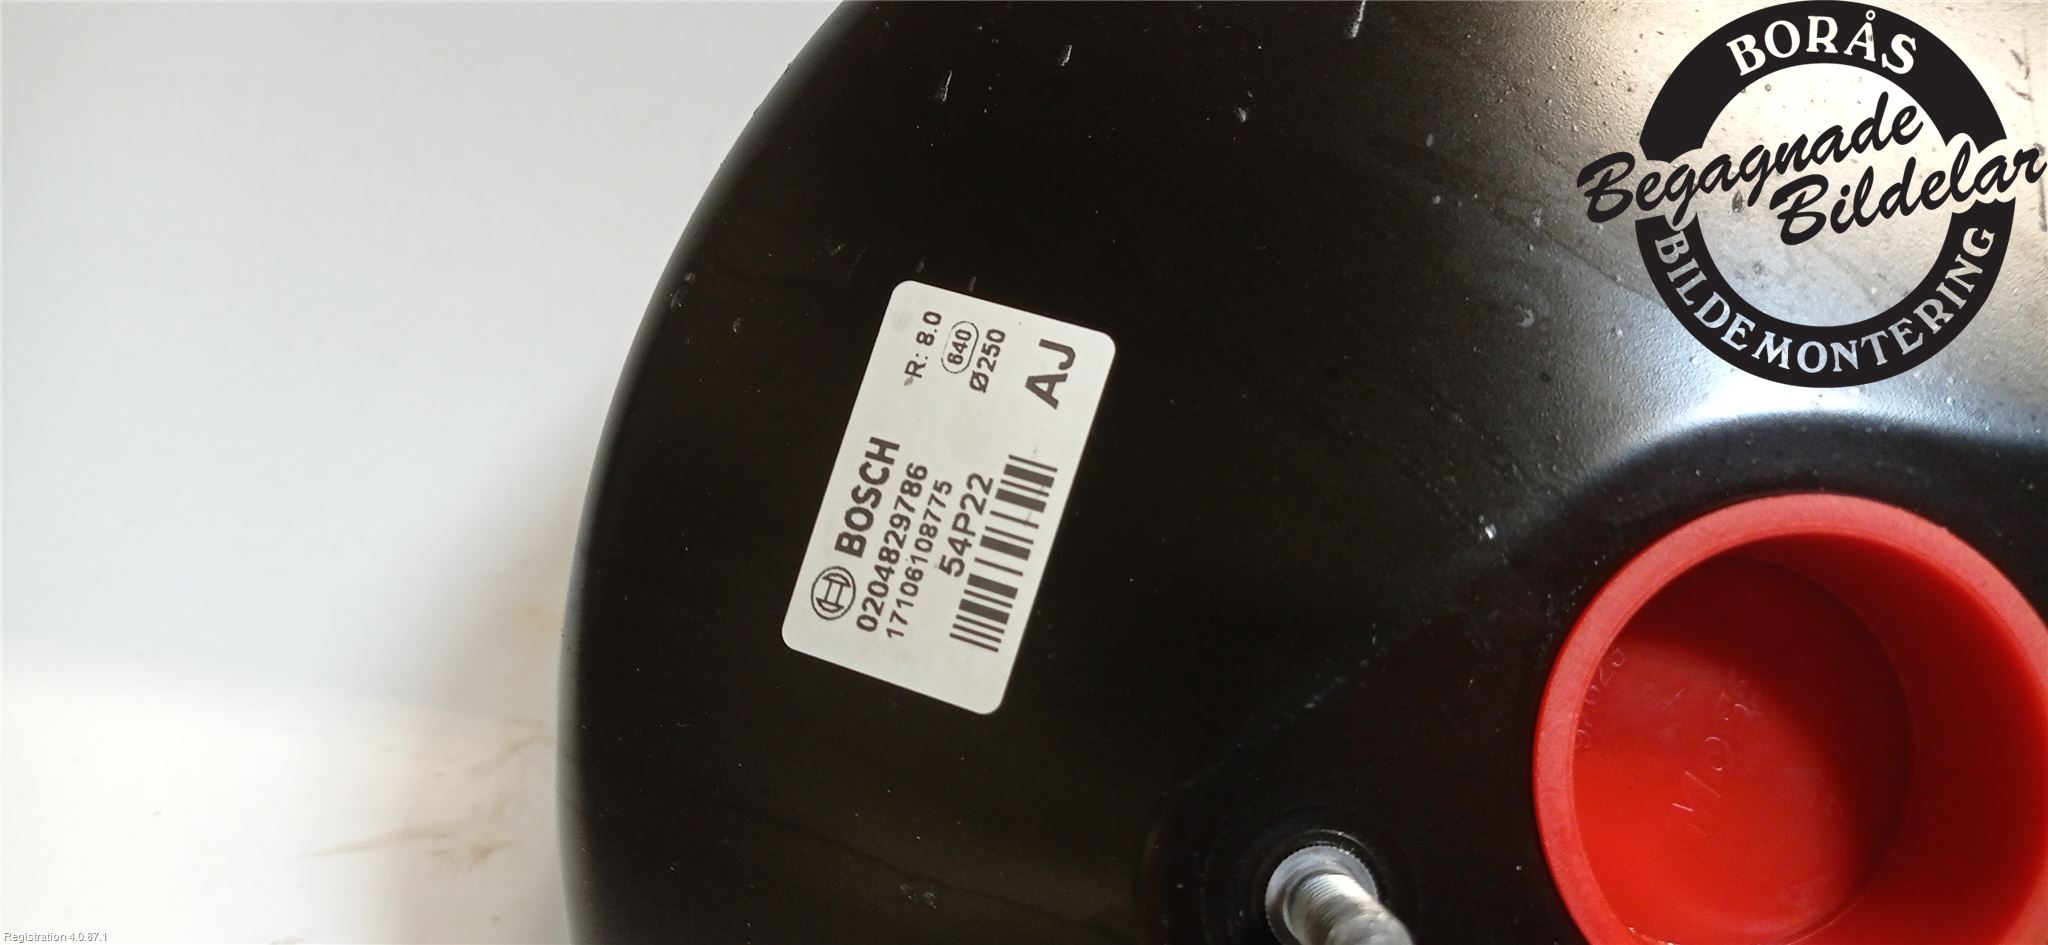 BORÅS
Begagnade
Bildelar
BILDEMONTERING
R: 8.0
640
Ø250
AJ
BOSCH
0204829786
17106108775
54P22
Registration 4.0.87.1